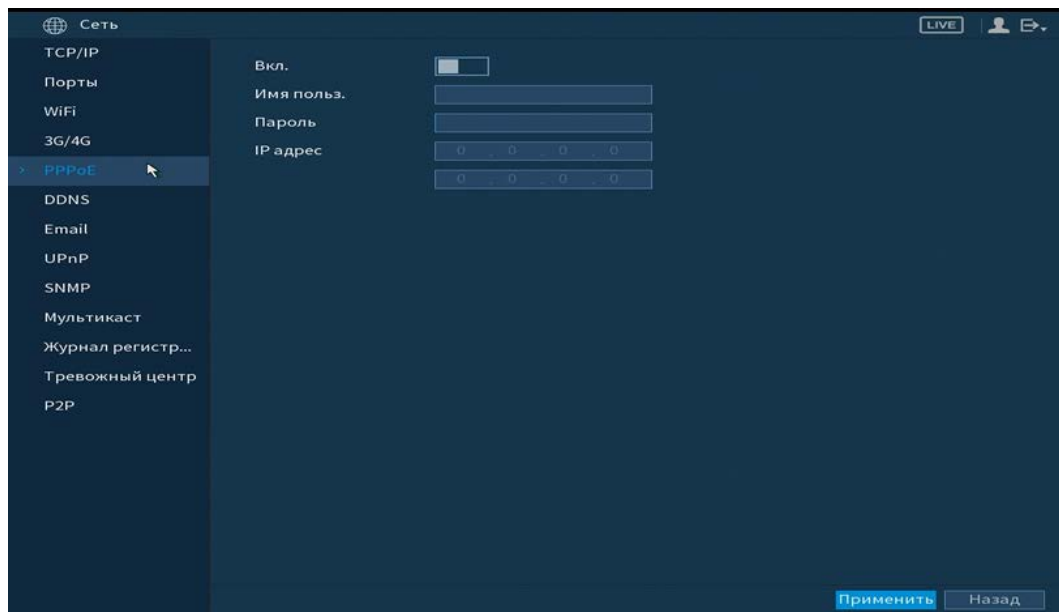 Сеть
LIVE
TCP/IP
Порты
WiFi
3G/4G
PPPoE
DDNS
Email
UPnP
SNMP
Мультикаст
Журнал регистр...
Тревожный центр
P2P
Вкл.
Имя польз.
Пароль
IP адрес
0 . 0 . 0 . 0
0 . 0 . 0 . 0
Применить
Назад